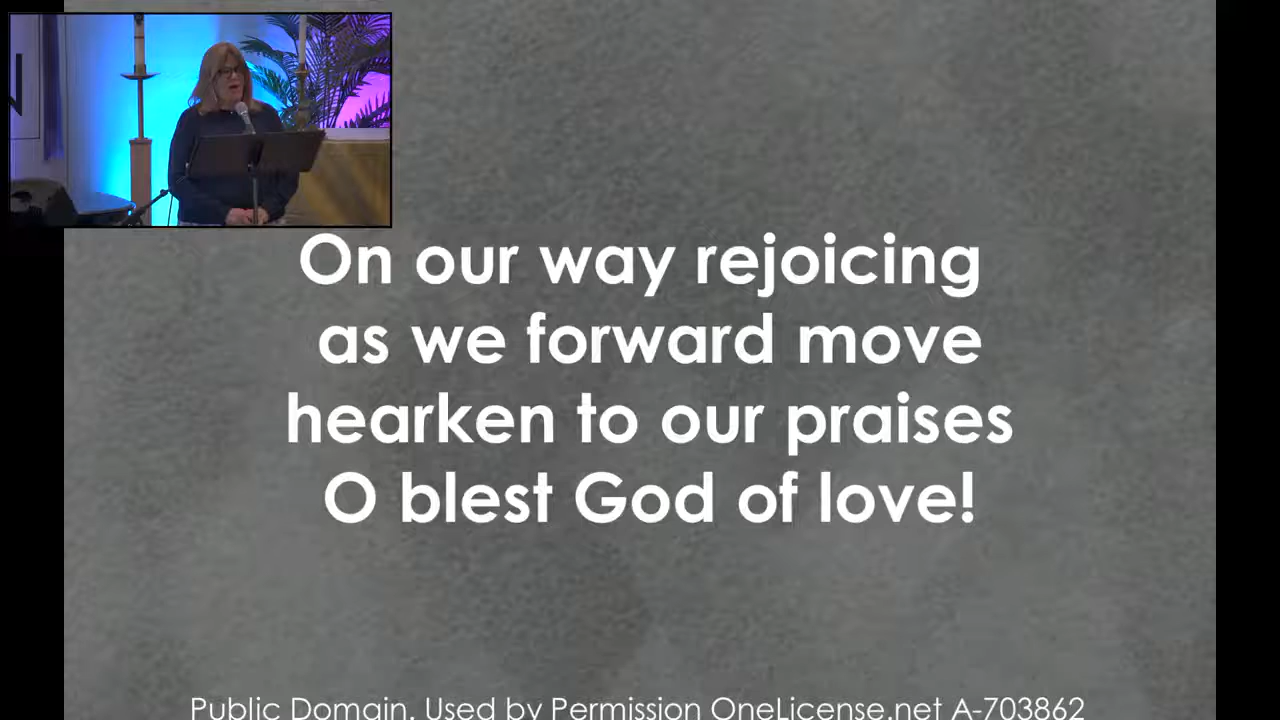 On our way rejoicing
as we forward move
hearken to our praises
O blest God of love!
Public Domain. Used by Permission OneLicense.net A-703862